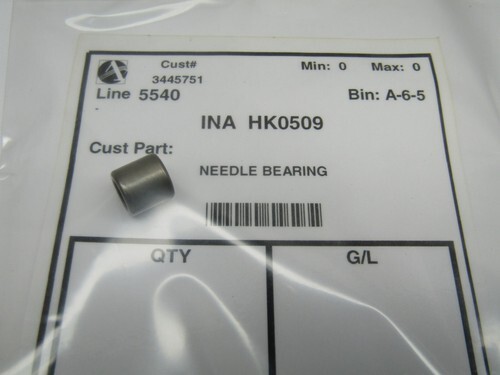 Cust# Min: 0 Max: 0
3445751
Line 5540 Bin: A-6-5
INA HK0509
Cust Part:
NEEDLE BEARING
QTY G/L